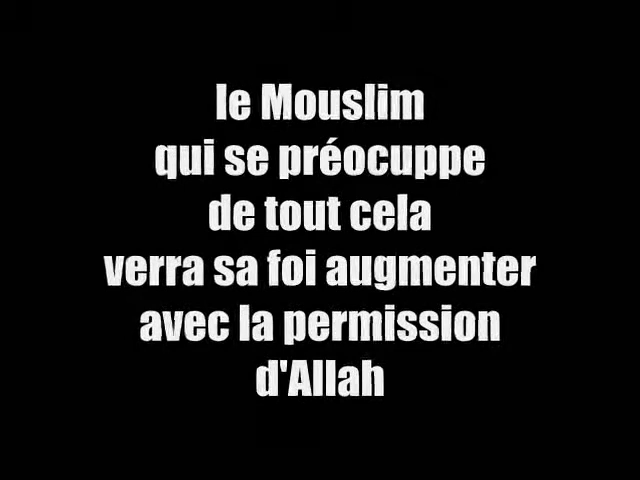 le Mouslim
qui se préocuppe
de tout cela
verra sa foi augmenter
avec la permission
d'Allah